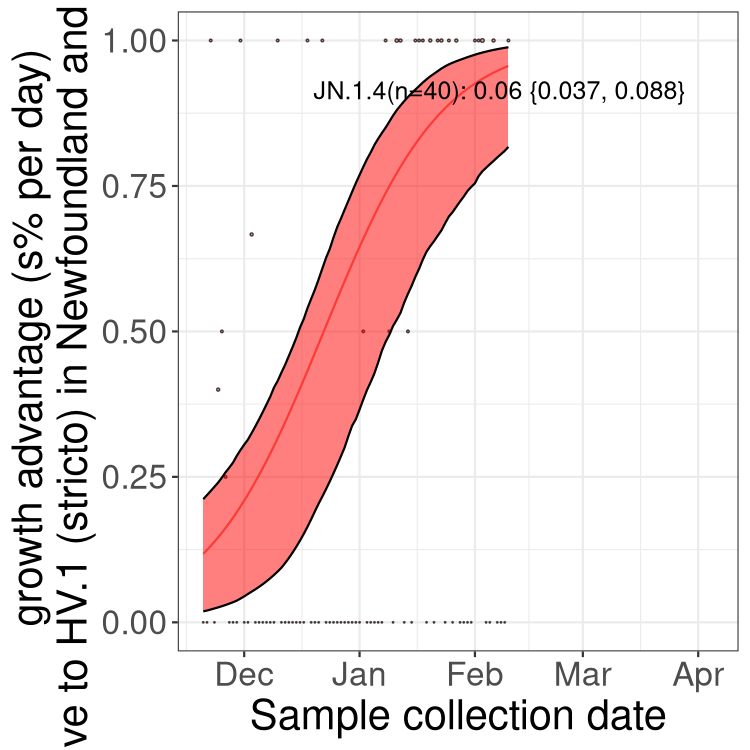 growth advantage (s% per day)
ve to HV.1 (stricto) in Newfoundland and
1.00
0.75
0.50
0.25
0.00
JN.1.4(n=40): 0.06 {0.037, 0.088}
Dec Jan Feb Mar Apr
Sample collection date